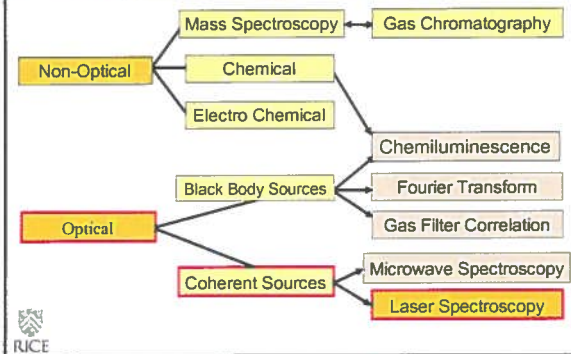 Mass Spectroscopy
Gas Chromatography
Non-Optical
Chemical
Electro Chemical
Chemiluminescence
Black Body Sources
Fourier Transform
Optical
Gas Filter Correlation
Microwave Spectroscopy
Coherent Sources
Laser Spectroscopy
RICE